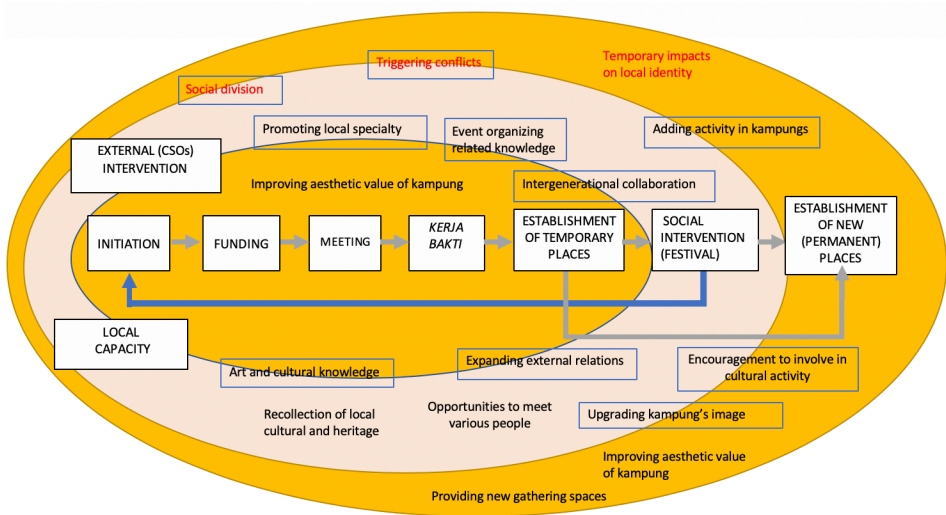 Temporary impacts
on local identity
Triggering conflicts
Social division
Promoting local specialty
Event organizing
related knowledge
Adding activity in kampungs
EXTERNAL (CSOs)
INTERVENTION
Improving aesthetic value of kampung
Intergenerational collaboration
INITIATION
FUNDING
MEETING
KERJA
BAKTI
ESTABLISHMENT
OF TEMPORARY
PLACES
SOCIAL
INTERVENTION
(FESTIVAL)
ESTABLISHMENT
OF NEW
(PERMANENT)
PLACES
LOCAL
CAPACITY
Art and cultural knowledge
Expanding external relations
Encouragement to involve in
cultural activity
Recollection of local
cultural and heritage
Opportunities to meet
various people
Upgrading kampung’s image
Improving aesthetic value
of kampung
Providing new gathering spaces